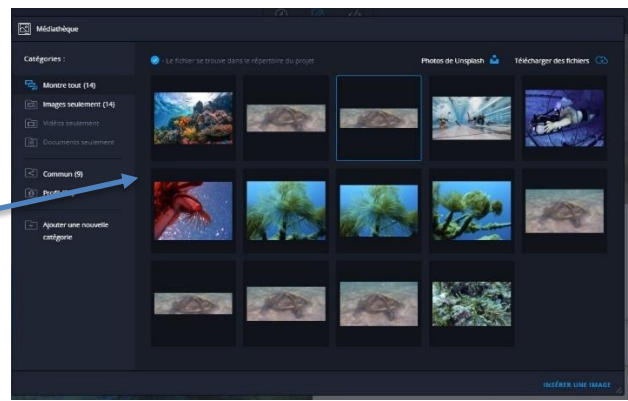 Médiathèque
Catégories :
- Le fichier se trouve dans le répertoire du projet
Photos de Unsplash
Télécharger des fichiers
Montre tout (14)
Images seulement (14)
Vidéos seulement
Documents seulement
Commun (9)
Ajouter une nouvelle
catégorie
INSÉRER UNE IMAGE